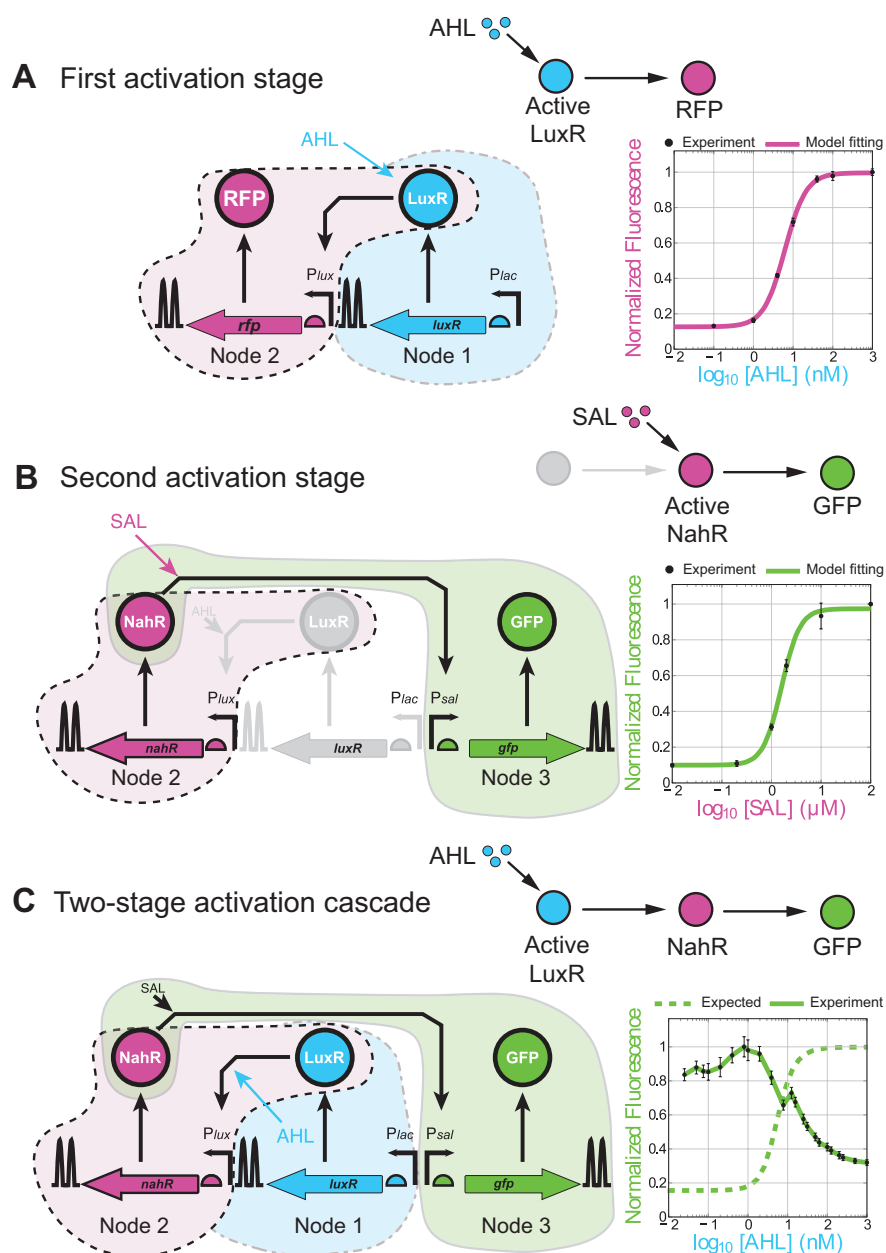 AHL
A First activation stage
Active
LuxR
RFP
AHL
Experiment Model fitting
RFP
LuxR
Plux
Plac
rfp
luxR
Node 2
Node 1
Normalized Fluorescence
1
0.8
0.6
0.4
0.2
0
−2 −1 0 1 2 3
log10 [AHL] (nM)
SAL
B Second activation stage
Active
NahR
GFP
SAL
Experiment Model fitting
AHL
NahR
LuxR
GFP
Plux
Plac
Psal
nahR
luxR
gfp
Node 2
Node 3
Normalized Fluorescence
1
0.8
0.6
0.4
0.2
0
−2 −1 0 1 2
log10 [SAL] (μM)
AHL
C Two-stage activation cascade
Active
LuxR
NahR
GFP
SAL
Expected Experiment
NahR
LuxR
GFP
AHL
Plux
Plac
Psal
nahR
luxR
gfp
Node 2
Node 1
Node 3
Normalized Fluorescence
1
0.8
0.6
0.4
0.2
0
−2 −1 0 1 2 3
log10 [AHL] (nM)